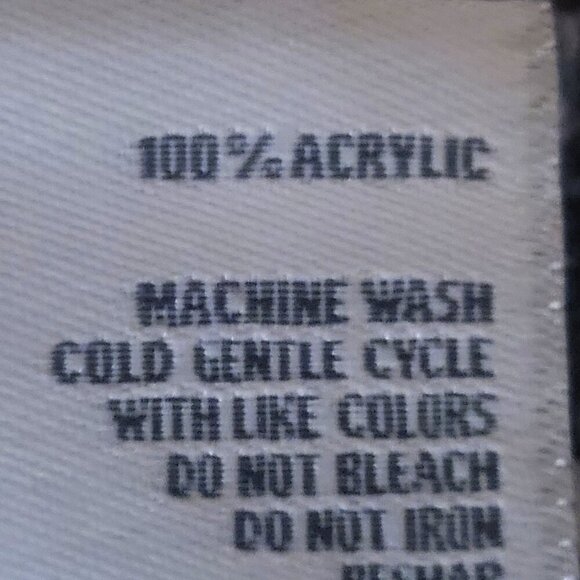 100% ACRYLIC
MACHINE WASH
COLD GENTLE CYCLE
WITH LIKE COLORS
DO NOT BLEACH
DO NOT IRON